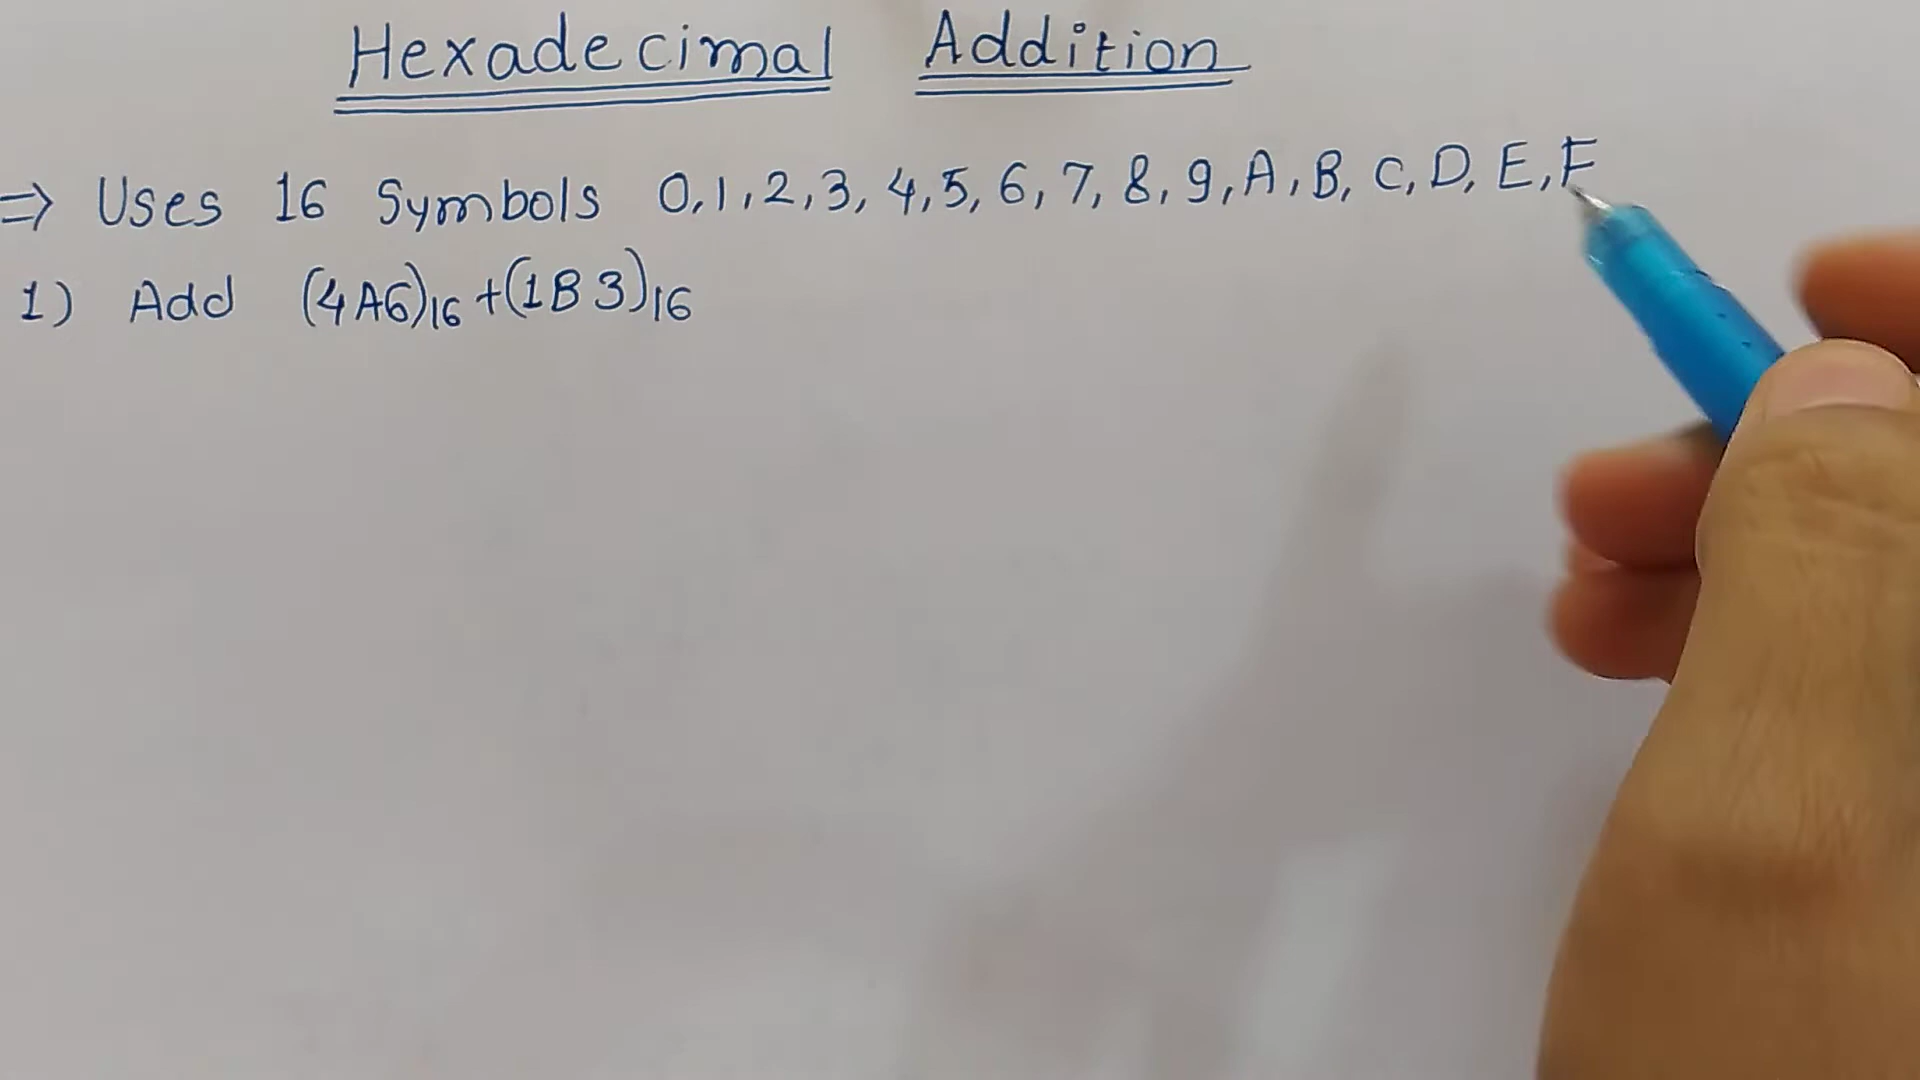 Hexadecimal Addition
⇒ Uses 16 Symbols 0,1,2,3,4,5,6,7,8,9,A,B,C,D,E,F
1) Add (4A6)₁₆+(1B3)₁₆